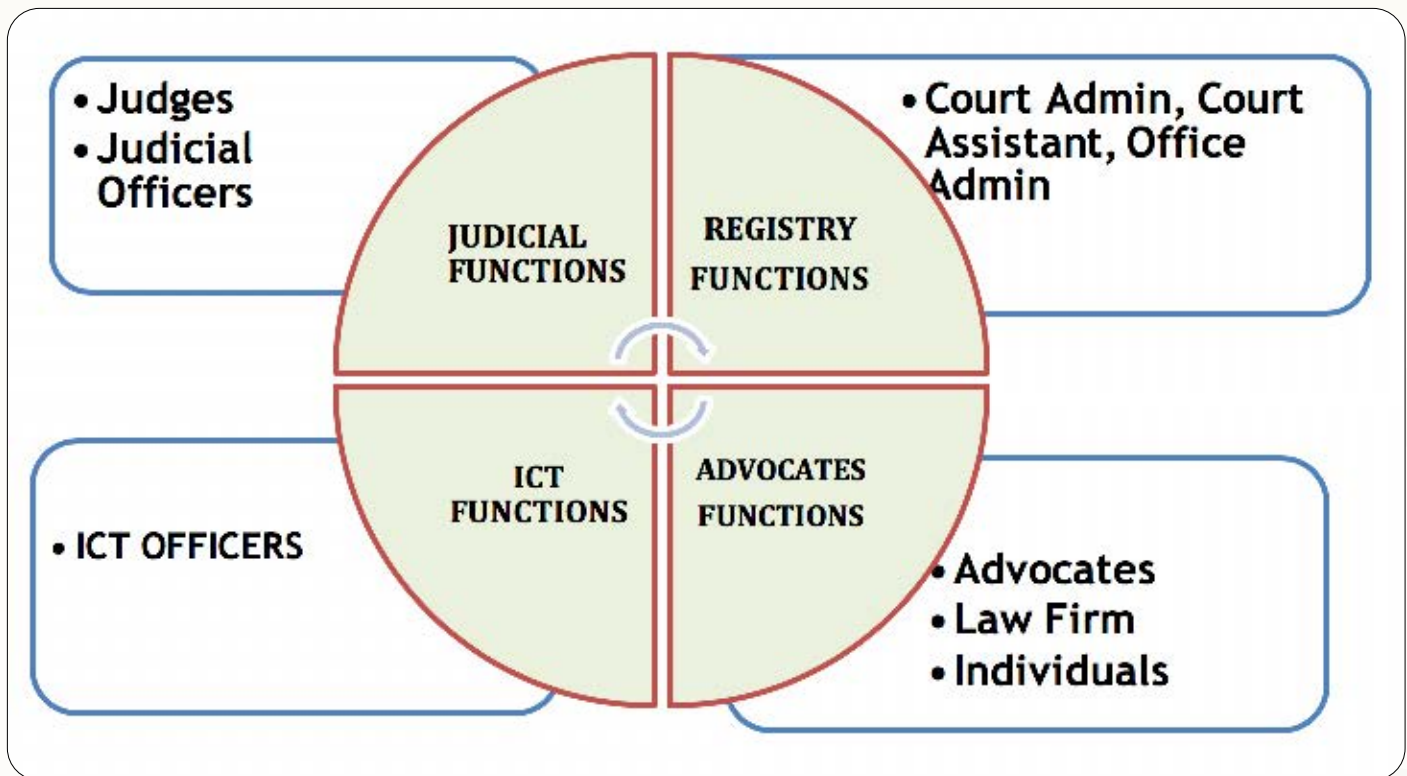 • Judges
• Judicial
Officers
• Court Admin, Court
Assistant, Office
Admin
JUDICIAL
FUNCTIONS
REGISTRY
FUNCTIONS
ICT
FUNCTIONS
ADVOCATES
FUNCTIONS
• ICT OFFICERS
• Advocates
• Law Firm
• Individuals